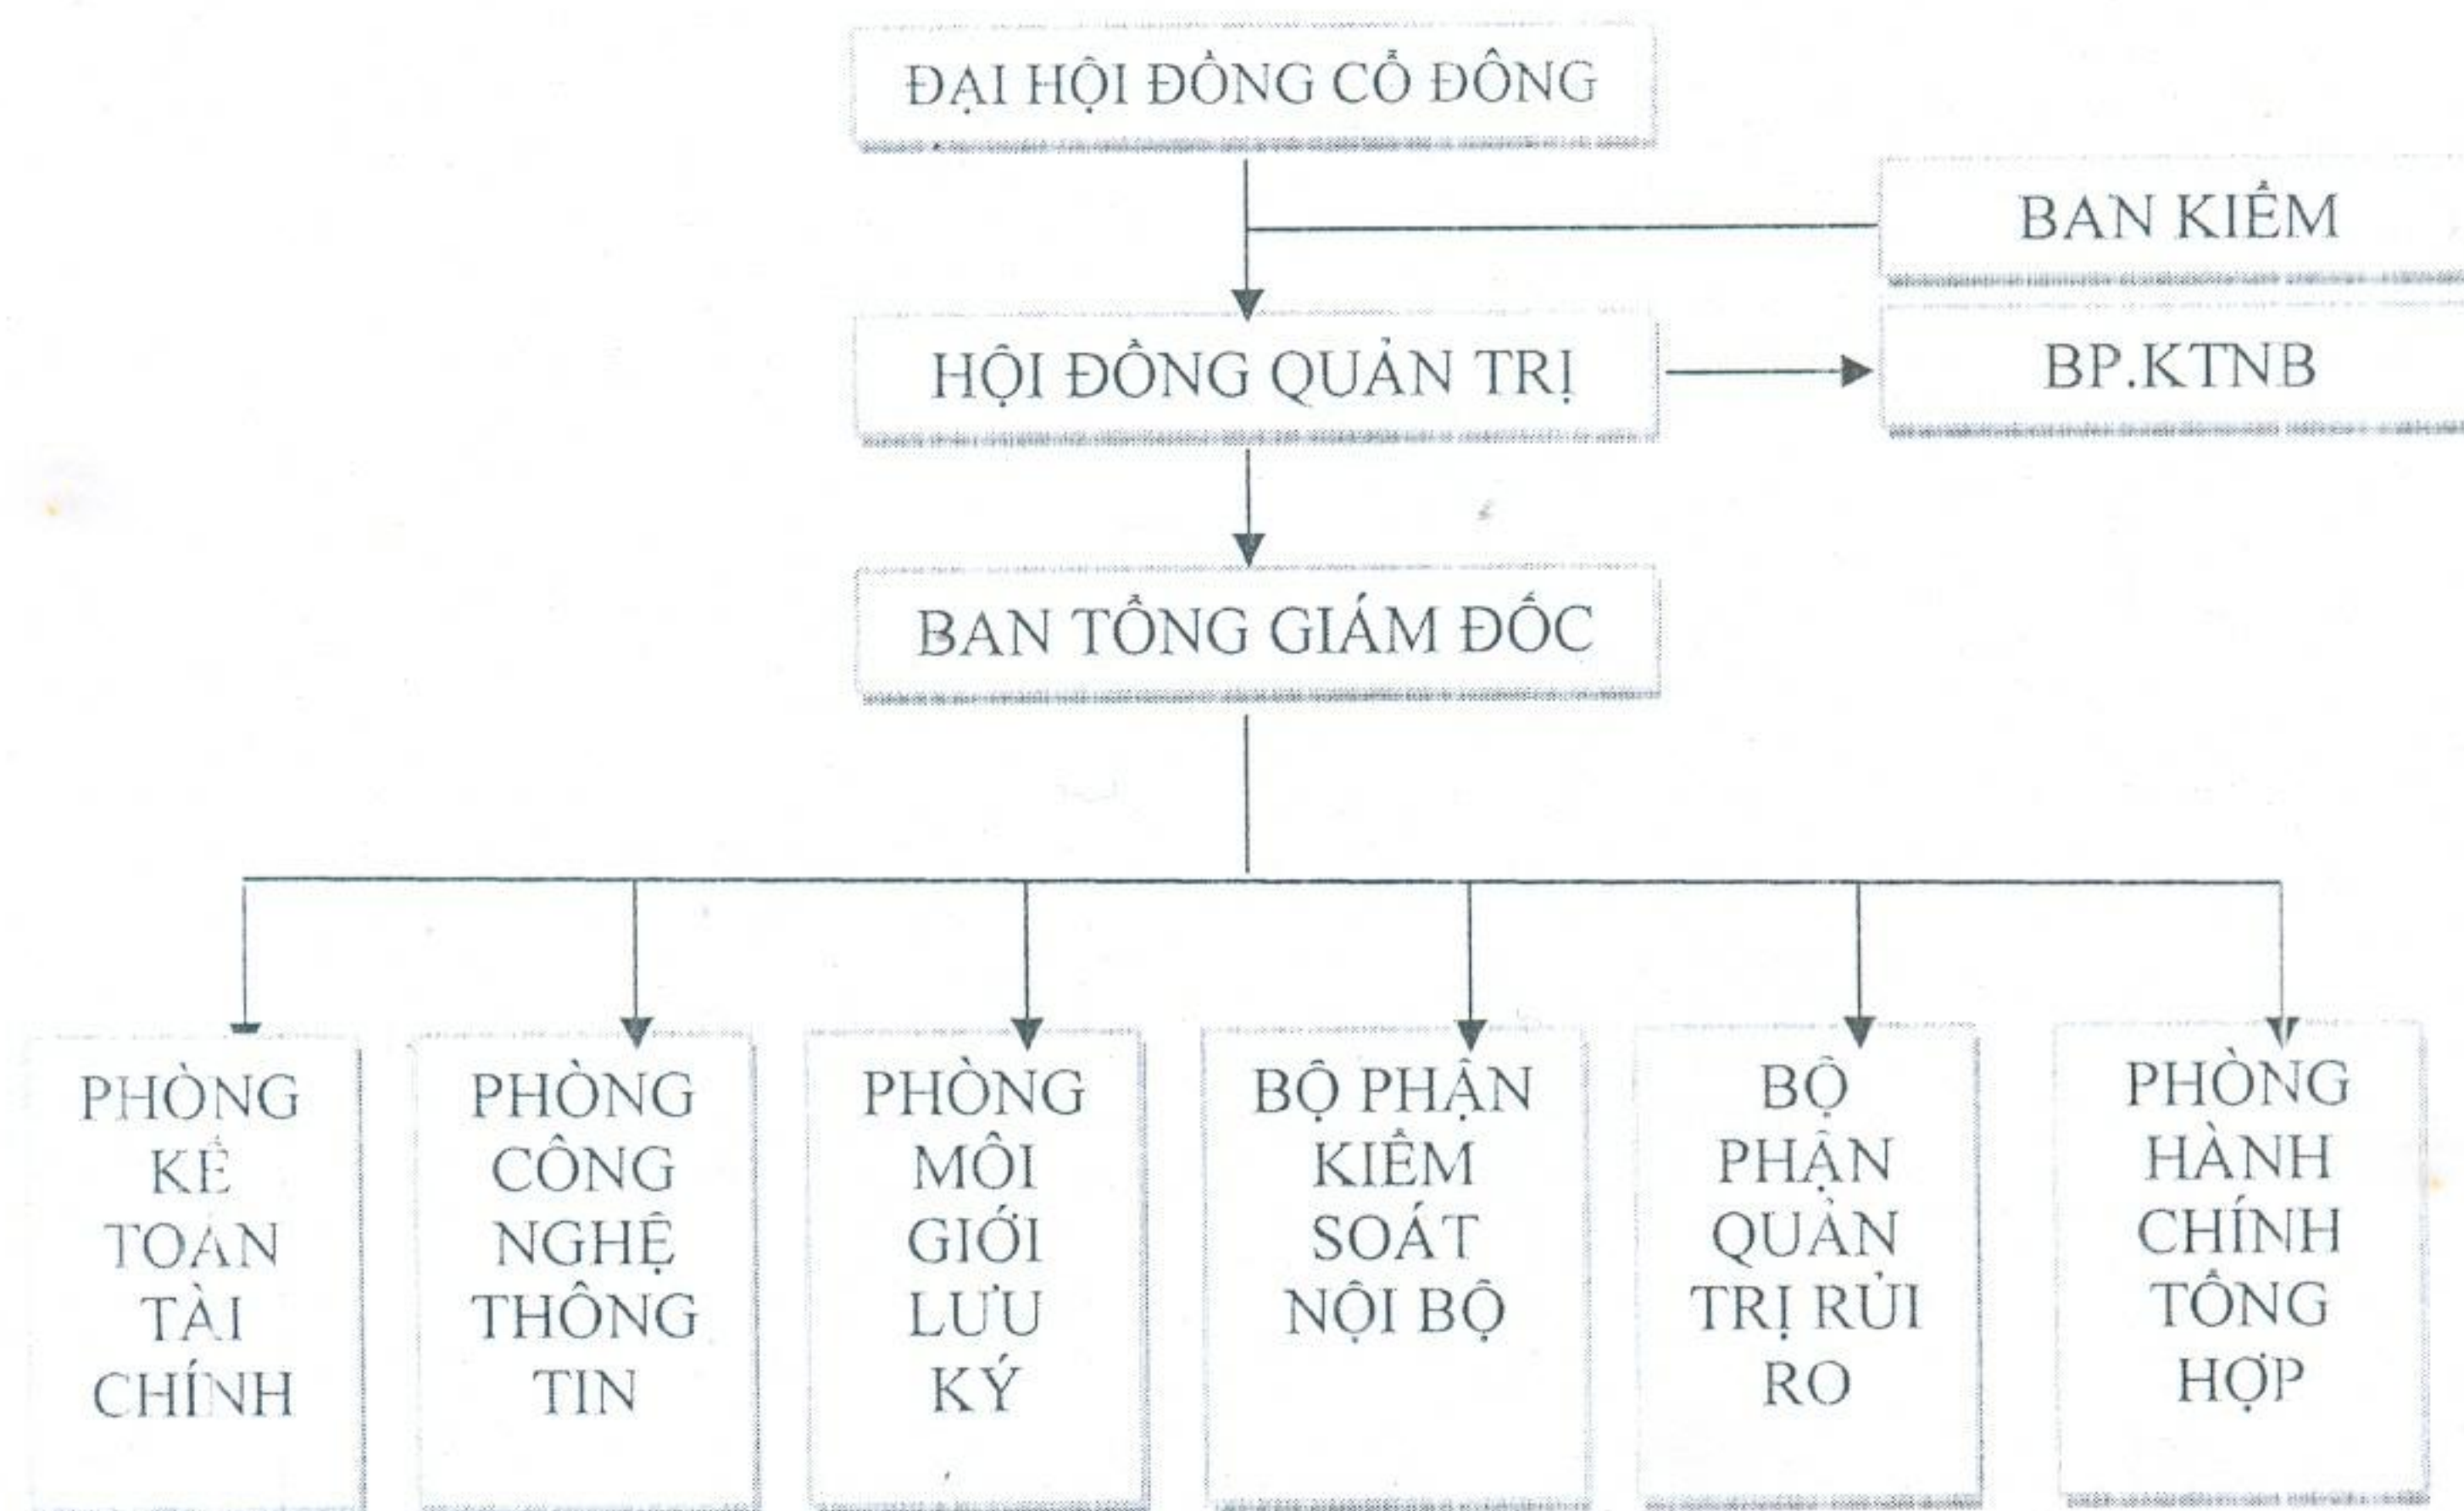 ĐẠI HỘI ĐỒNG CỔ ĐÔNG
BAN KIỂM
HỘI ĐỒNG QUẢN TRỊ
BP.KTNB
BAN TỔNG GIÁM ĐỐC
PHÒNG
KẾ
TOÁN
TÀI
CHÍNH
PHÒNG
CÔNG
NGHỆ
THÔNG
TIN
PHÒNG
MÔI
GIỚI
LƯU
KÝ
BỘ PHẬN
KIỂM
SOÁT
NỘI BỘ
BỘ
PHẬN
QUẢN
TRỊ RỦI
RO
PHÒNG
HÀNH
CHÍNH
TỔNG
HỢP